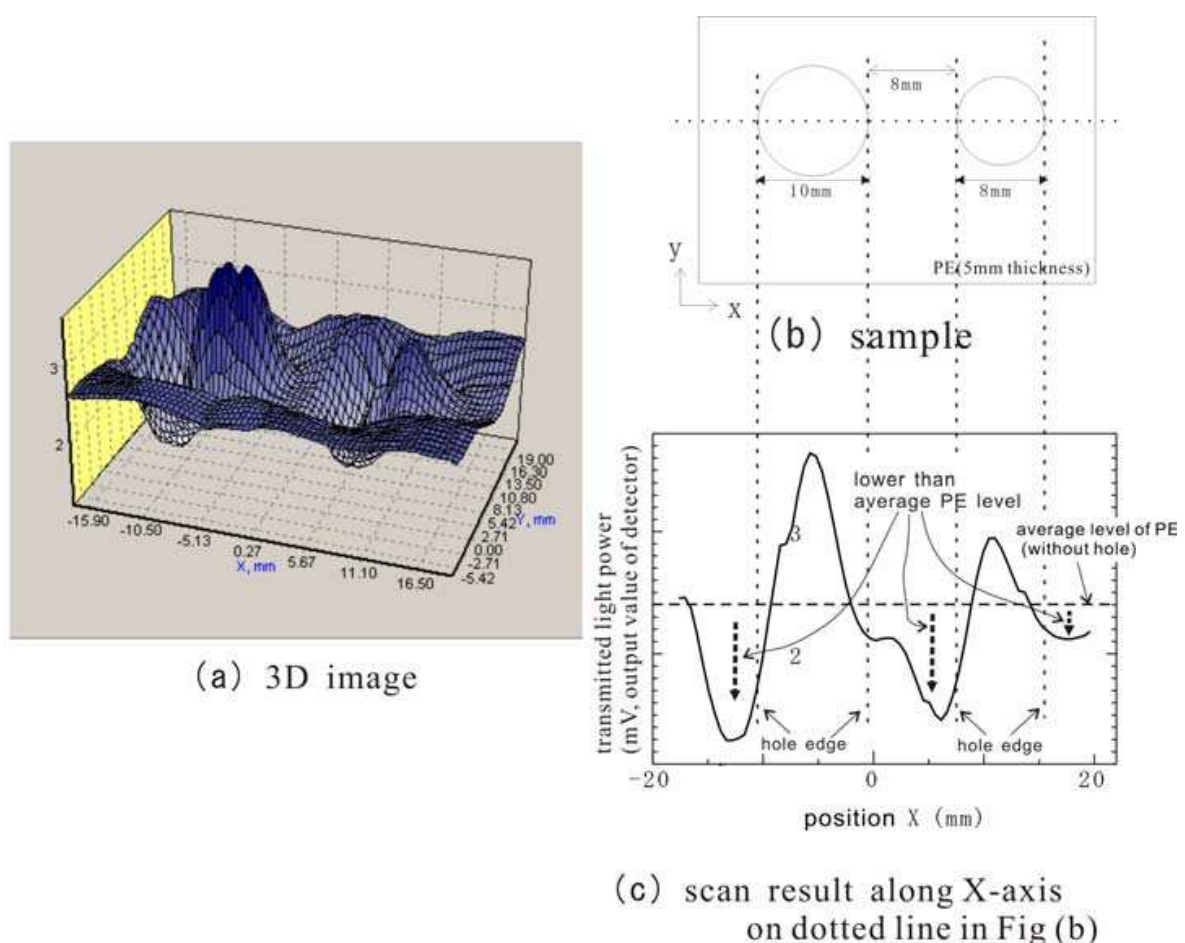 3
2
-15.90
-10.50
-5.13
0.27
5.67
11.10
16.50
X, mm
19.00
16.30
13.50
10.80
8.13
5.42
2.71
0.00
-2.71
-5.42
Y, mm
(a) 3D image
8mm
10mm
8mm
PE(5mm thickness)
y
x
(b) sample
transmitted light power
(mV, output value of detector)
3
2
lower than
average PE level
average level of PE
(without hole)
hole edge
hole edge
-20
0
20
position X (mm)
(c) scan result along X-axis
on dotted line in Fig (b)